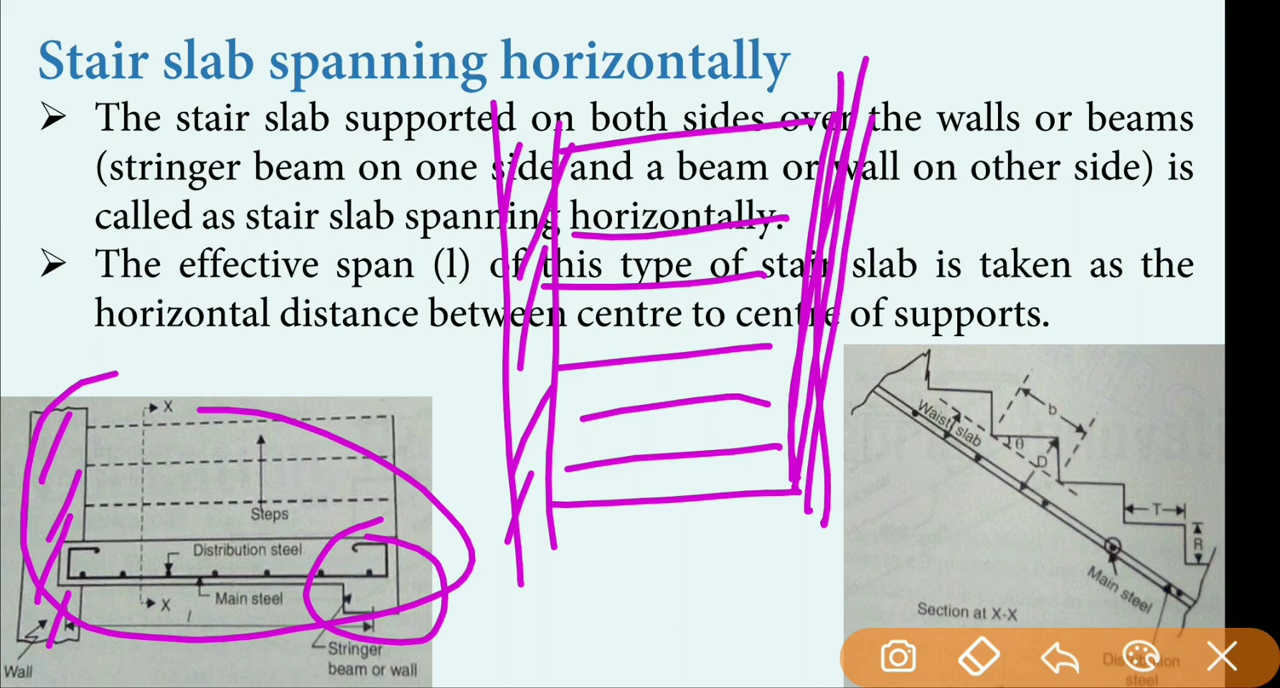 Stair slab spanning horizontally
➤ The stair slab supported on both sides over the walls or beams
(stringer beam on one side and a beam or wall on other side) is
called as stair slab spanning horizontally.
➤ The effective span (l) of this type of stair slab is taken as the
horizontal distance between centre to centre of supports.
X
Steps
Distribution steel
Main steel
X
l
Stringer
beam or wall
Wall
b
Waist slab
θ
D
T
R
Main steel
Section at X-X
Distribution
steel